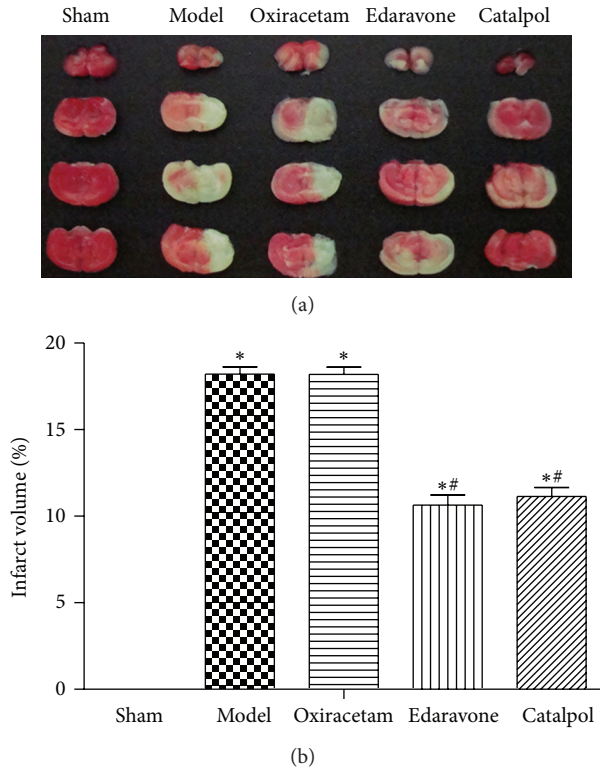 Sham Model Oxiracetam Edaravone Catalpol
(a)
20
15
10
5
0
Infarct volume (%)
*
*
*#
*#
Sham Model Oxiracetam Edaravone Catalpol
(b)